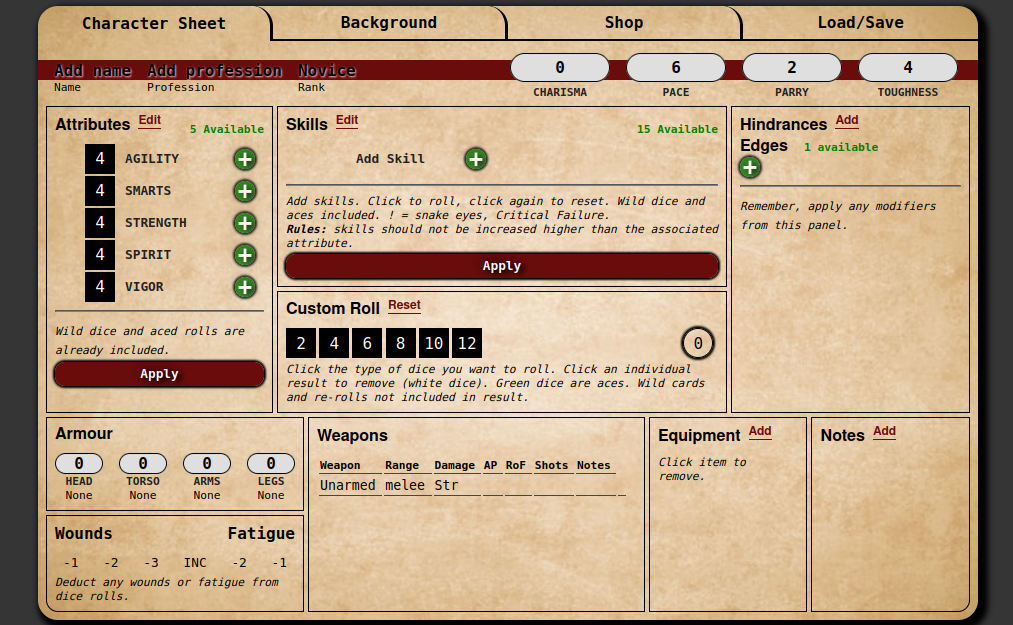 Character Sheet Background Shop Load/Save
Add name Add profession Novice
Name Profession Rank
0 6 2 4
CHARISMA PACE PARRY TOUGHNESS
Attributes Edit 5 Available
4 AGILITY
4 SMARTS
4 STRENGTH
4 SPIRIT
4 VIGOR
Wild dice and aced rolls are
already included.
Apply
Skills Edit 15 Available
Add Skill
Add skills. Click to roll, click again to reset. Wild dice and
aces included. ! = snake eyes, Critical Failure.
Rules: skills should not be increased higher than the associated
attribute.
Apply
Custom Roll Reset
2 4 6 8 10 12 0
Click the type of dice you want to roll. Click an individual
result to remove (white dice). Green dice are aces. Wild cards
and re-rolls not included in result.
Hindrances Add
Edges 1 available
Remember, apply any modifiers
from this panel.
Armour
0 0 0 0
HEAD TORSO ARMS LEGS
None None None None
Wounds Fatigue
-1 -2 -3 INC -2 -1
Deduct any wounds or fatigue from
dice rolls.
Weapons
Weapon Range Damage AP RoF Shots Notes
Unarmed melee Str
Equipment Add
Click item to
remove.
Notes Add